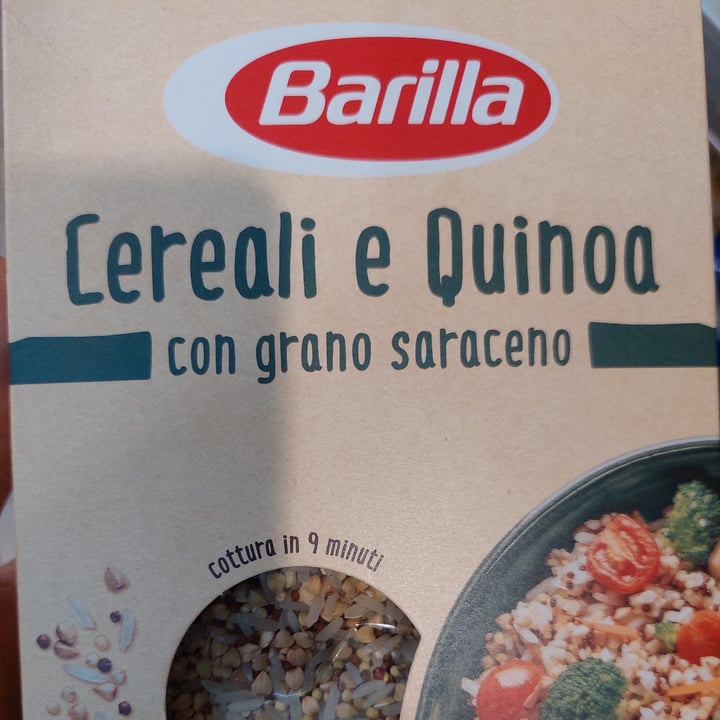 Barilla
Cereali e Quinoa
con grano saraceno
cottura in 9 minuti